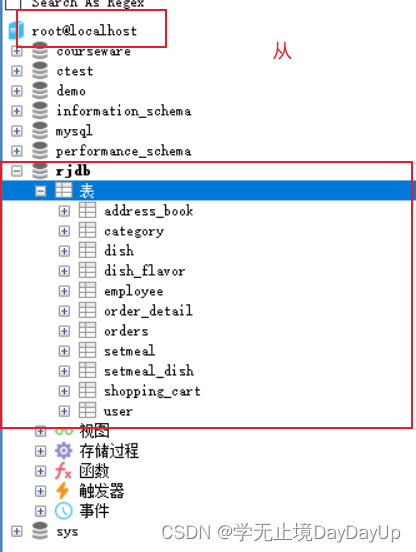 Search As Regex
root@localhost
从
courseware
ctest
demo
information_schema
mysql
performance_schema
rjdb
表
address_book
category
dish
dish_flavor
employee
order_detail
orders
setmeal
setmeal_dish
shopping_cart
user
视图
存储过程
函数
触发器
事件
sys
CSDN @学无止境DayDayUp